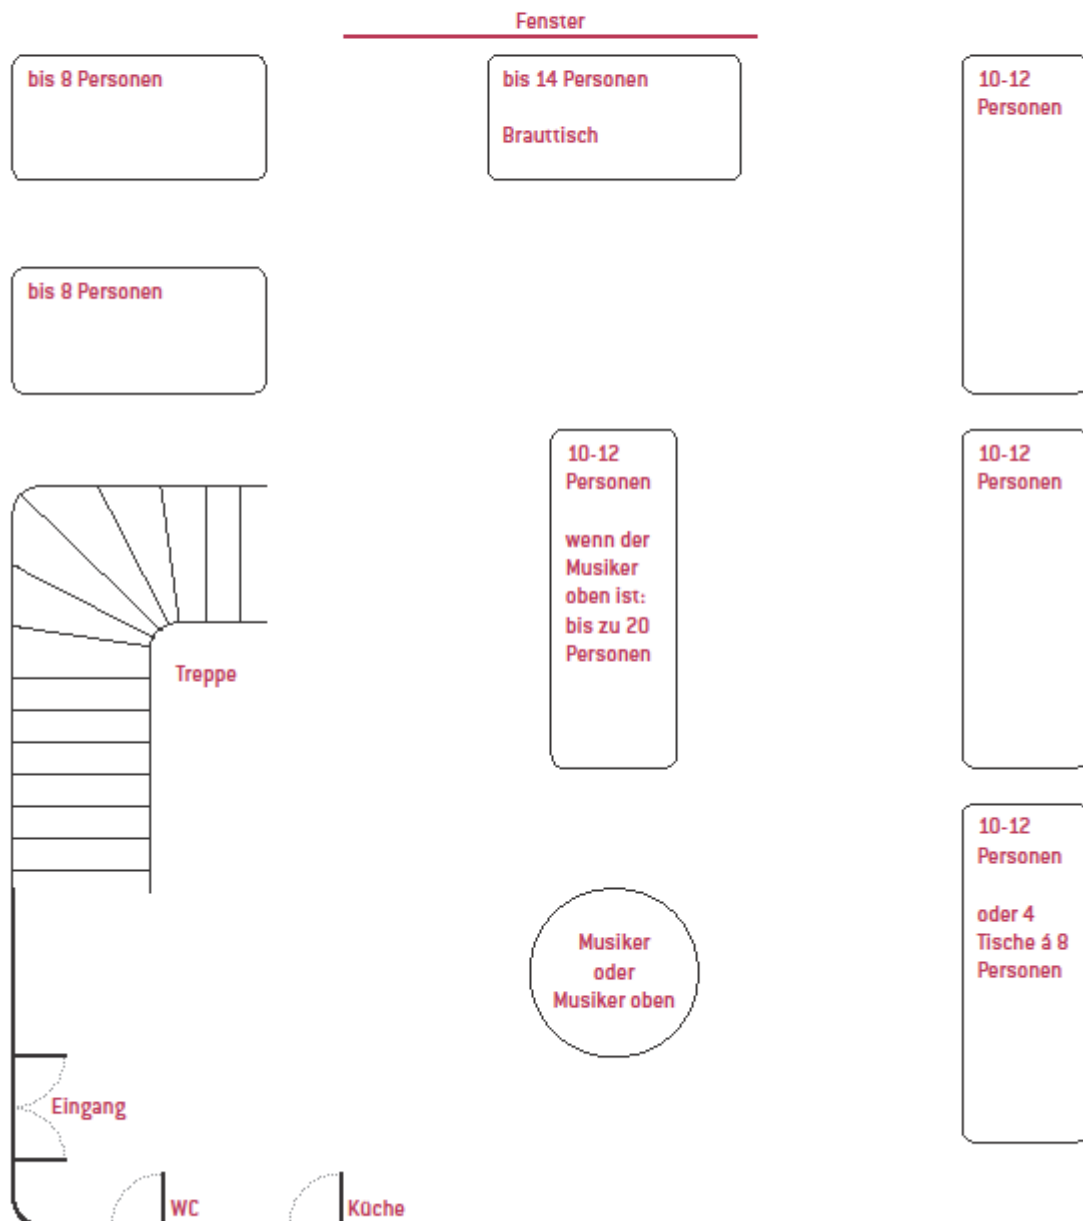 Fenster
bis 8 Personen
bis 14 Personen
Brauttisch
10-12
Personen
bis 8 Personen
10-12
Personen
wenn der
Musiker
oben ist:
bis zu 20
Personen
10-12
Personen
Treppe
10-12
Personen
oder 4
Tische á 8
Personen
Musiker
oder
Musiker oben
Eingang
WC
Küche